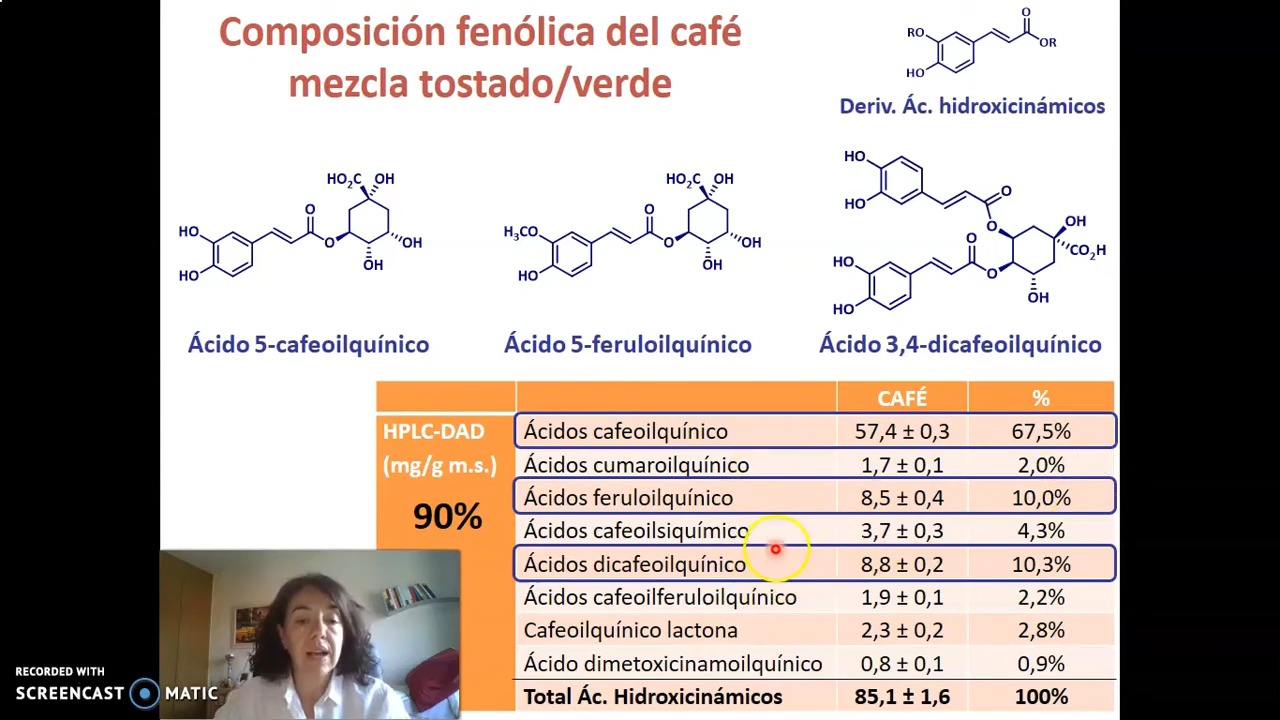 Composición fenólica del café
mezcla tostado/verde
RO
O
OR
HO
Deriv. Ác. hidroxicinámicos
HO
HO
O
O
HO₂C
OH
OH
OH
Ácido 5-cafeoilquínico
H₃CO
HO
O
O
HO₂C
OH
OH
OH
Ácido 5-feruloilquínico
HO
HO
O
O
OH
CO₂H
HO
HO
O
O
OH
Ácido 3,4-dicafeoilquínico
CAFÉ %
HPLC-DAD
(mg/g m.s.)
90%
Ácidos cafeoilquínico 57,4 ± 0,3 67,5%
Ácidos cumaroilquínico 1,7 ± 0,1 2,0%
Ácidos feruloilquínico 8,5 ± 0,4 10,0%
Ácidos cafeoilsiquímico 3,7 ± 0,3 4,3%
Ácidos dicafeoilquínico 8,8 ± 0,2 10,3%
Ácidos cafeoilferuloilquínico 1,9 ± 0,1 2,2%
Cafeoilquínico lactona 2,3 ± 0,2 2,8%
Ácido dimetoxicinamoilquínico 0,8 ± 0,1 0,9%
Total Ác. Hidroxicinámicos 85,1 ± 1,6 100%
RECORDED WITH
SCREENCAST MATIC